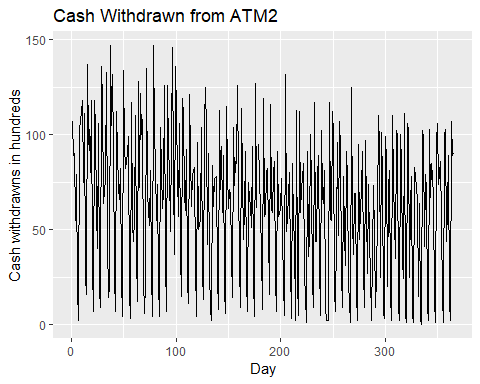 Cash Withdrawn from ATM2
150
100
50
0
Cash withdrawns in hundreds
0 100 200 300
Day